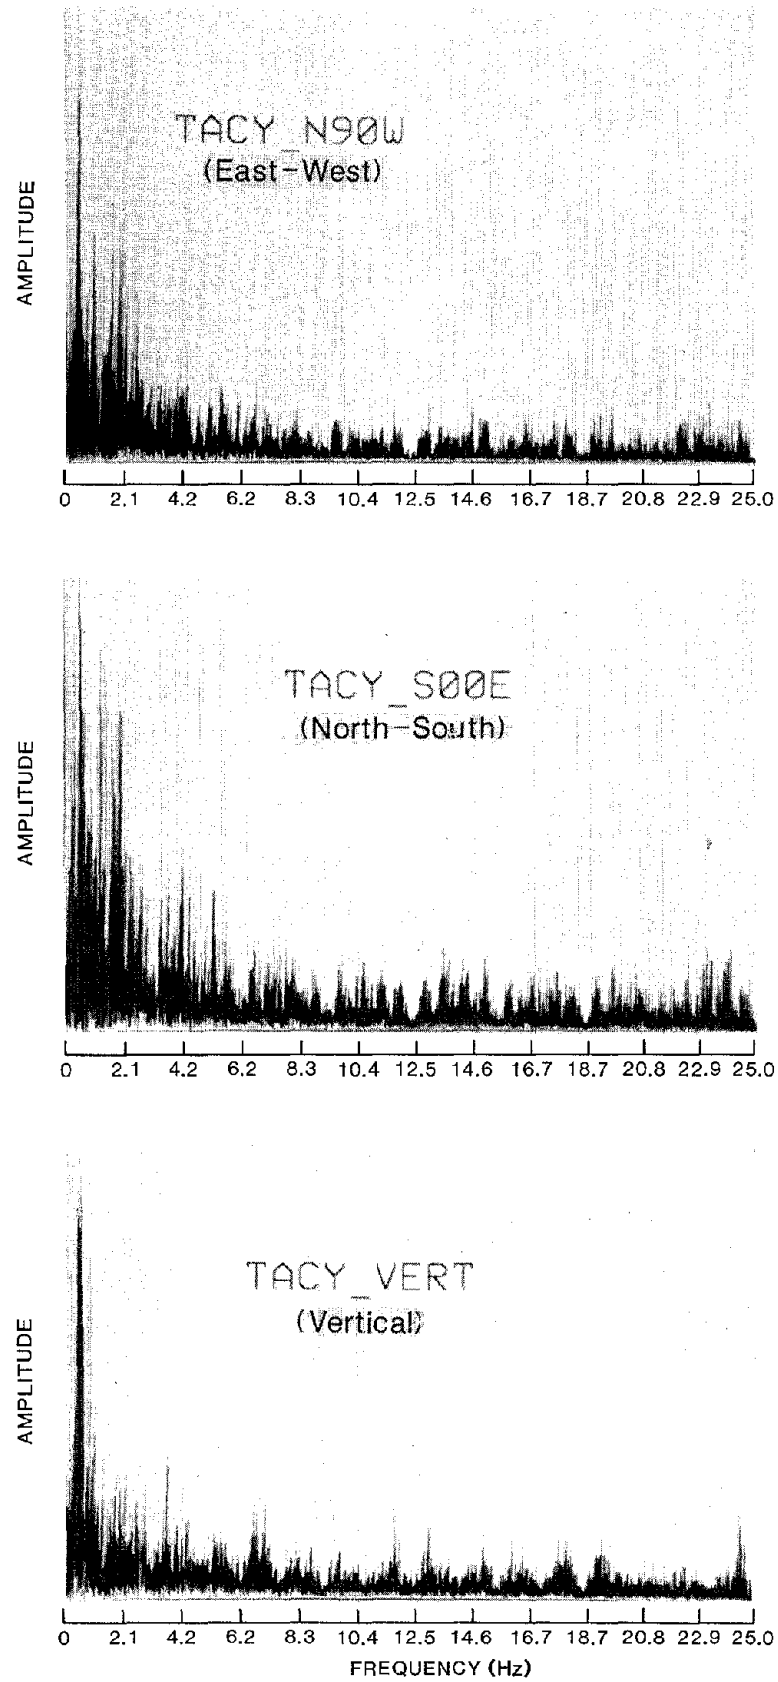 TACY_N90W
(East-West)
AMPLITUDE
0 2.1 4.2 6.2 8.3 10.4 12.5 14.6 16.7 18.7 20.8 22.9 25.0
TACY_S00E
(North-South)
AMPLITUDE
0 2.1 4.2 6.2 8.3 10.4 12.5 14.6 16.7 18.7 20.8 22.9 25.0
TACY_VERT
(Vertical)
AMPLITUDE
0 2.1 4.2 6.2 8.3 10.4 12.5 14.6 16.7 18.7 20.8 22.9 25.0
FREQUENCY (Hz)